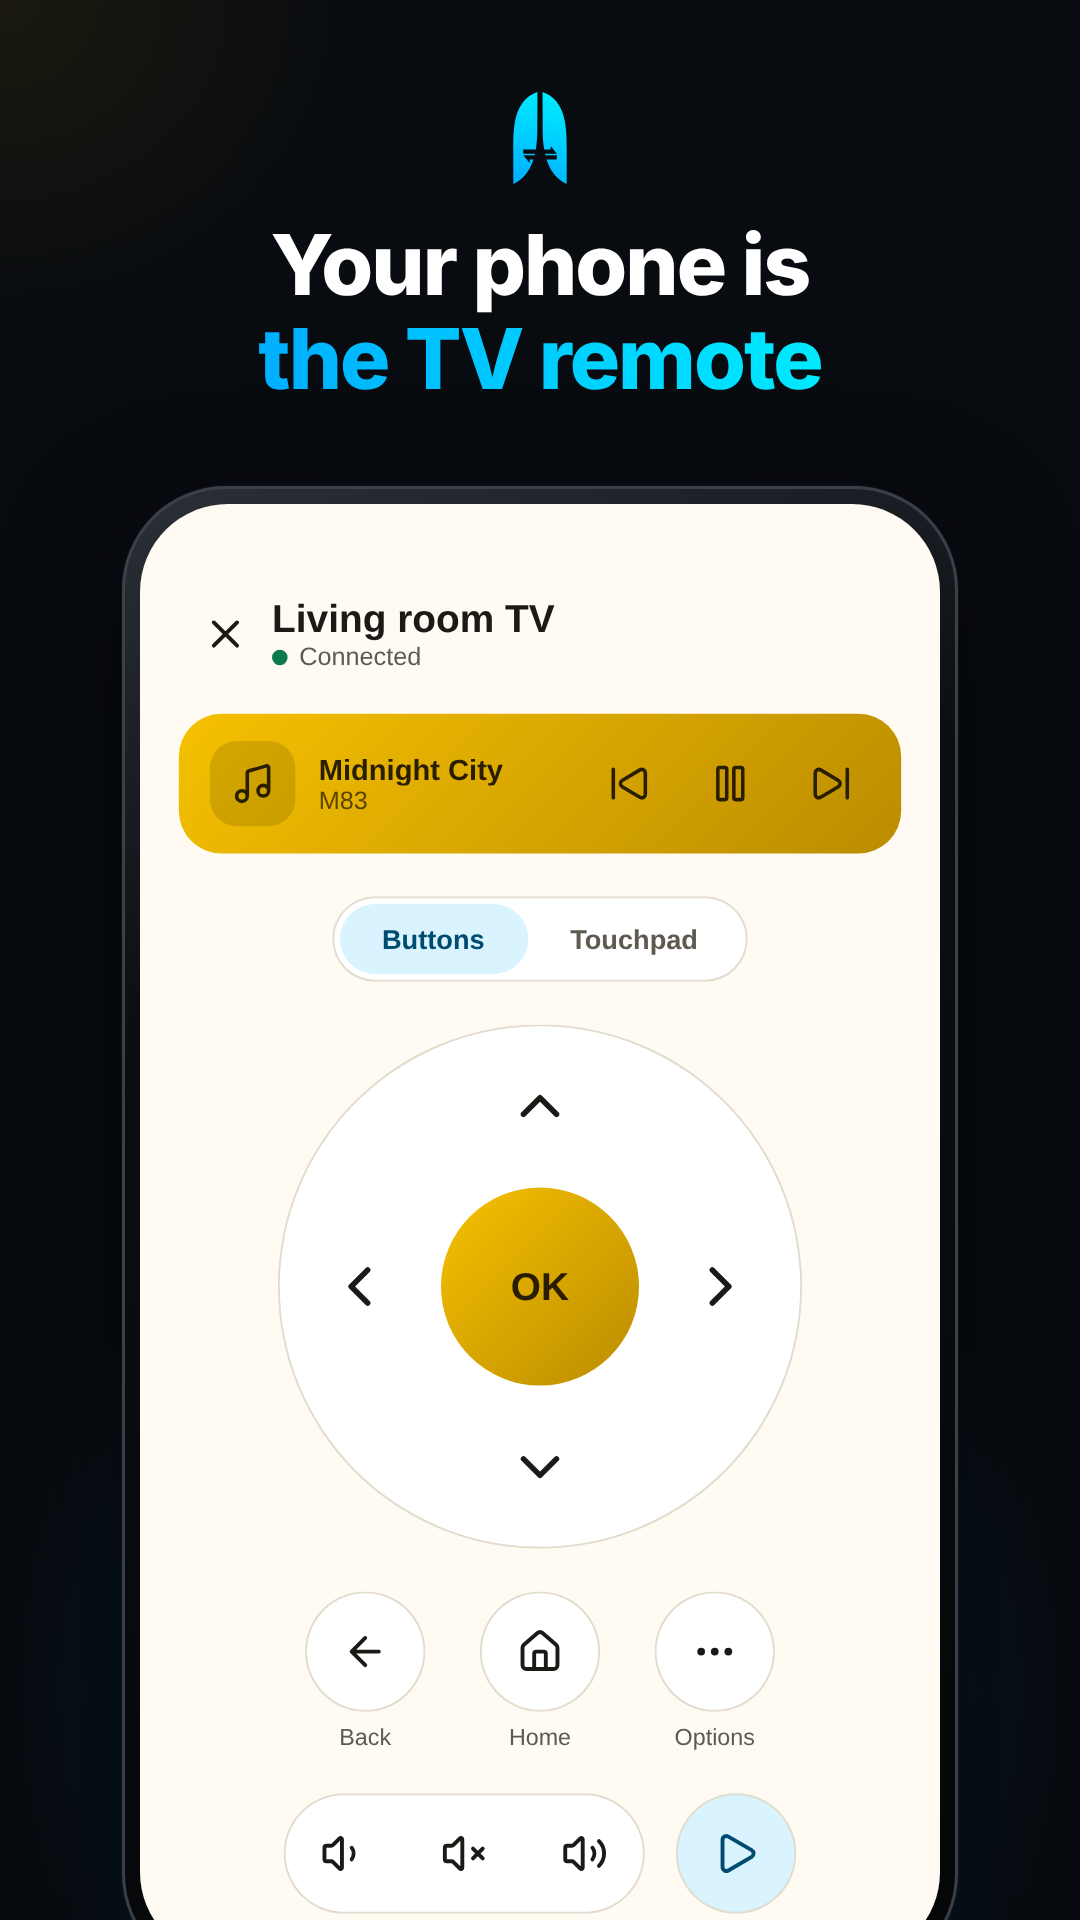 Your phone is
the TV remote
Living room TV
Connected
Midnight City
M83
Buttons
Touchpad
OK
Back
Home
Options